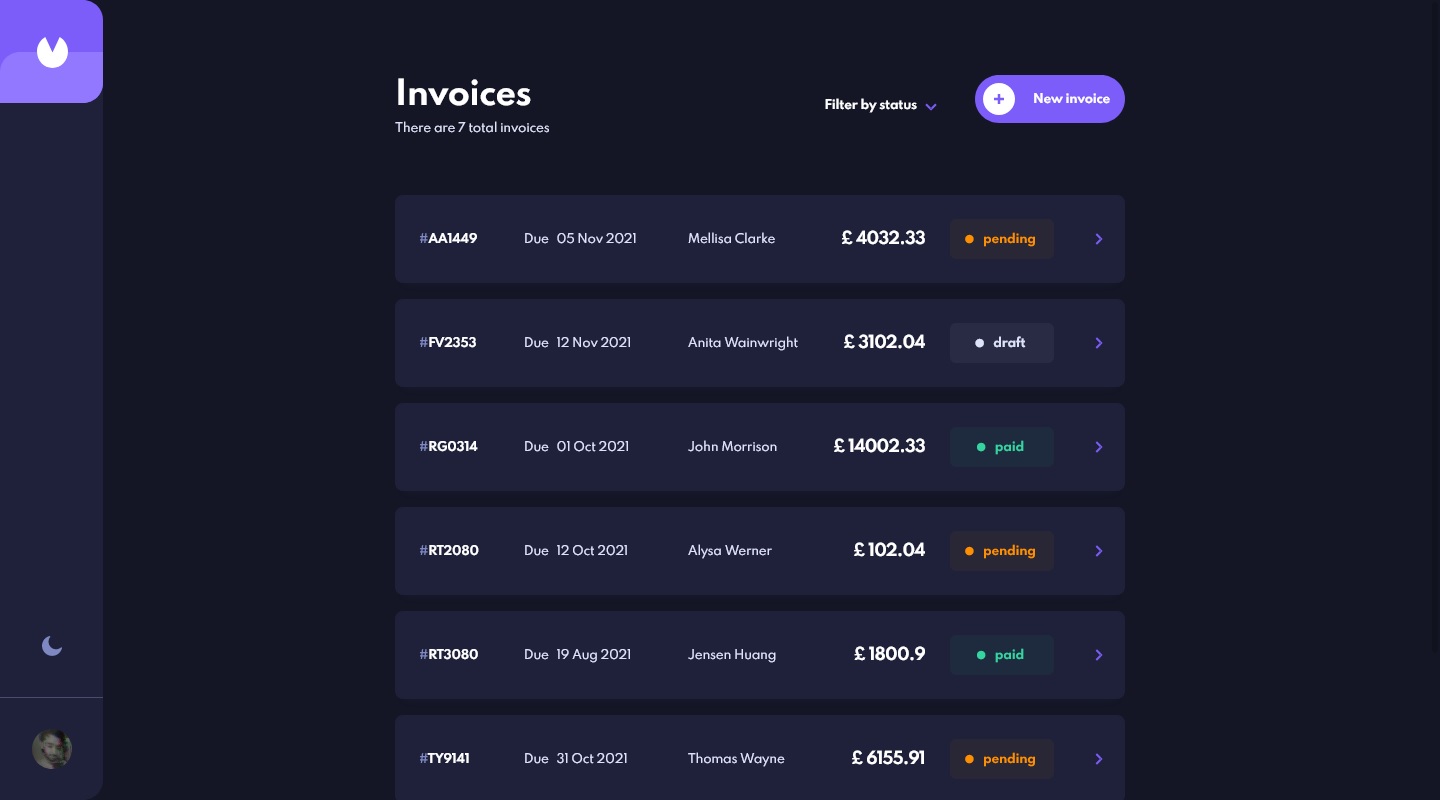 Invoices
There are 7 total invoices
Filter by status
New invoice
#AA1449 Due 05 Nov 2021 Mellisa Clarke £ 4032.33 pending
#FV2353 Due 12 Nov 2021 Anita Wainwright £ 3102.04 draft
#RG0314 Due 01 Oct 2021 John Morrison £ 14002.33 paid
#RT2080 Due 12 Oct 2021 Alysa Werner £ 102.04 pending
#RT3080 Due 19 Aug 2021 Jensen Huang £ 1800.9 paid
#TY9141 Due 31 Oct 2021 Thomas Wayne £ 6155.91 pending